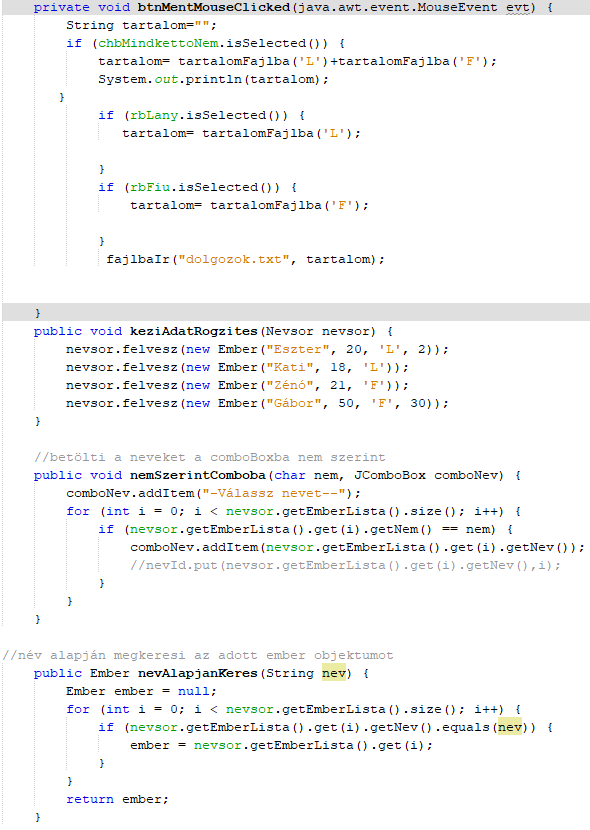 private void btnMentMouseClicked(java.awt.event.MouseEvent evt) {
String tartalom="";
if (chbMindkettoNem.isSelected()) {
tartalom= tartalomFajlba('L')+tartalomFajlba('F');
System.out.println(tartalom);
}
if (rbLany.isSelected()) {
tartalom= tartalomFajlba('L');
}
if (rbFiu.isSelected()) {
tartalom= tartalomFajlba('F');
}
fajlbaIr("dolgozok.txt", tartalom);
}
public void keziAdatRogzites(Nevsor nevsor) {
nevsor.felvesz(new Ember("Eszter", 20, 'L', 2));
nevsor.felvesz(new Ember("Kati", 18, 'L'));
nevsor.felvesz(new Ember("Zénó", 21, 'F'));
nevsor.felvesz(new Ember("Gábor", 50, 'F', 30));
}
//betölti a neveket a comboBoxba nem szerint
public void nemSzerintComboba(char nem, JComboBox comboNev) {
comboNev.addItem("-Válassz nevet--");
for (int i = 0; i < nevsor.getEmberLista().size(); i++) {
if (nevsor.getEmberLista().get(i).getNem() == nem) {
comboNev.addItem(nevsor.getEmberLista().get(i).getNev());
//nevId.put(nevsor.getEmberLista().get(i).getNev(),i);
}
}
}
//név alapján megkeresi az adott ember objektumot
public Ember nevAlapjanKeres(String nev) {
Ember ember = null;
for (int i = 0; i < nevsor.getEmberLista().size(); i++) {
if (nevsor.getEmberLista().get(i).getNev().equals(nev)) {
ember = nevsor.getEmberLista().get(i);
}
}
return ember;
}